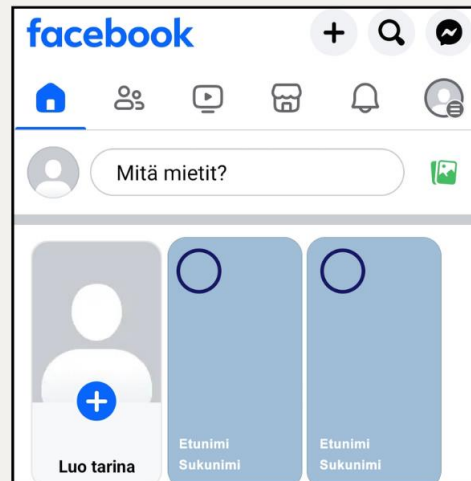 facebook
Mitä mietit?
Luo tarina
Etunimi
Sukunimi
Etunimi
Sukunimi